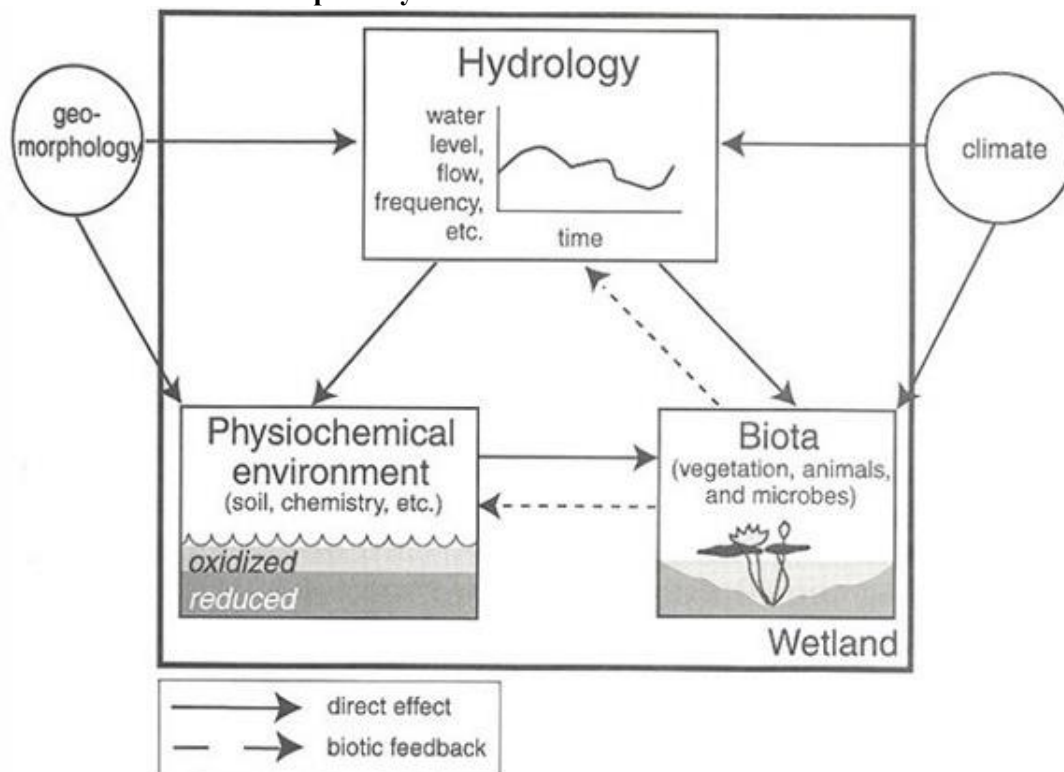 Hydrology
water
level,
flow,
frequency,
etc.
time
geo-
morphology
climate
Physiochemical
environment
(soil, chemistry, etc.)
oxidized
reduced
Biota
(vegetation, animals,
and microbes)
Wetland
direct effect
biotic feedback